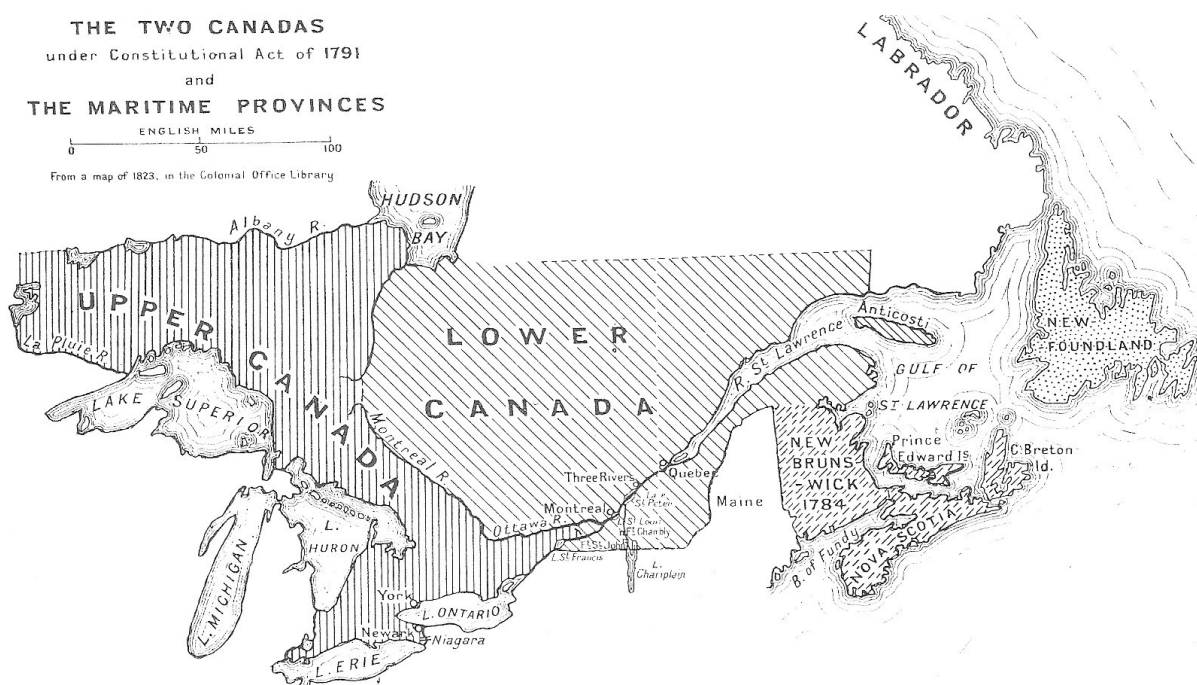 THE TWO CANADAS
under Constitutional Act of 1791
and
THE MARITIME PROVINCES
ENGLISH MILES
0 50 100
From a map of 1823, in the Colonial Office Library
LABRADOR
HUDSON
BAY
Albany R.
UPPER CANADA
La Pluie R.
LAKE SUPERIOR
LOWER
CANADA
R. St Lawrence
Anticosti
NEW
FOUNDLAND
GULF OF
ST LAWRENCE
Montreal R
NEW
BRUNS
-WICK
1784
Prince
Edward Is
C. Breton
Id.
Quebec
Three Rivers
St Peter
Maine
Montreal
Ottawa R.
L. St Louis
Ft Chambly
Ft St John
L. St Francis
L.
Champlain
B. of Fundy
NOVA SCOTIA
L.
HURON
L. MICHIGAN
York
L. ONTARIO
Newark
Niagara
L. ERIE